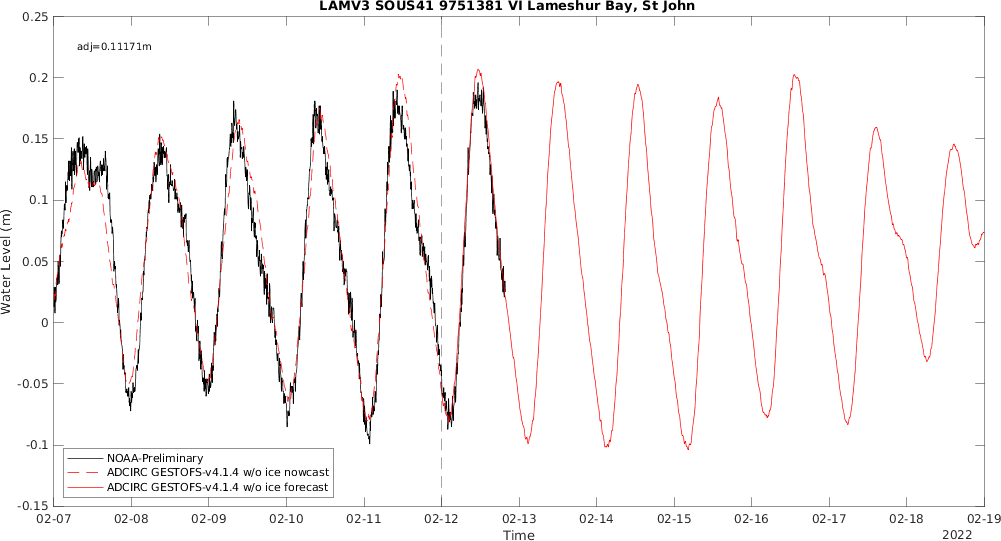 LAMV3 SOUS41 9751381 VI Lameshur Bay, St John
adj=0.11171m
0.25
0.2
0.15
0.1
0.05
0
-0.05
-0.1
-0.15
Water Level (m)
NOAA-Preliminary
ADCIRC GESTOFS-v4.1.4 w/o ice nowcast
ADCIRC GESTOFS-v4.1.4 w/o ice forecast
02-07 02-08 02-09 02-10 02-11 02-12 02-13 02-14 02-15 02-16 02-17 02-18 02-19
Time
2022